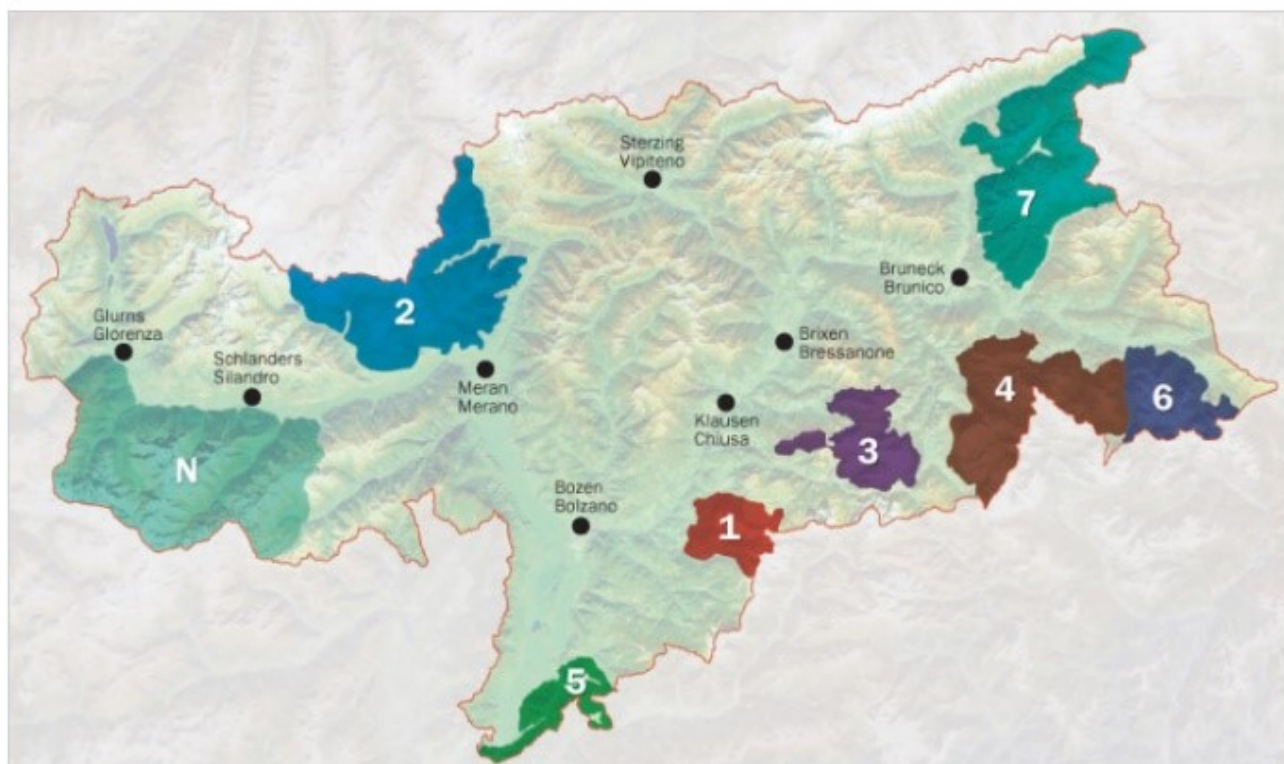 Sterzing
Vipiteno
7
Bruneck
Brunico
2
Glurns
Glorenza
Brixen
Bressanone
Schlanders
Silandro
Meran
Merano
4
6
Klausen
Chiusa
3
N
Bozen
Bolzano
1
5